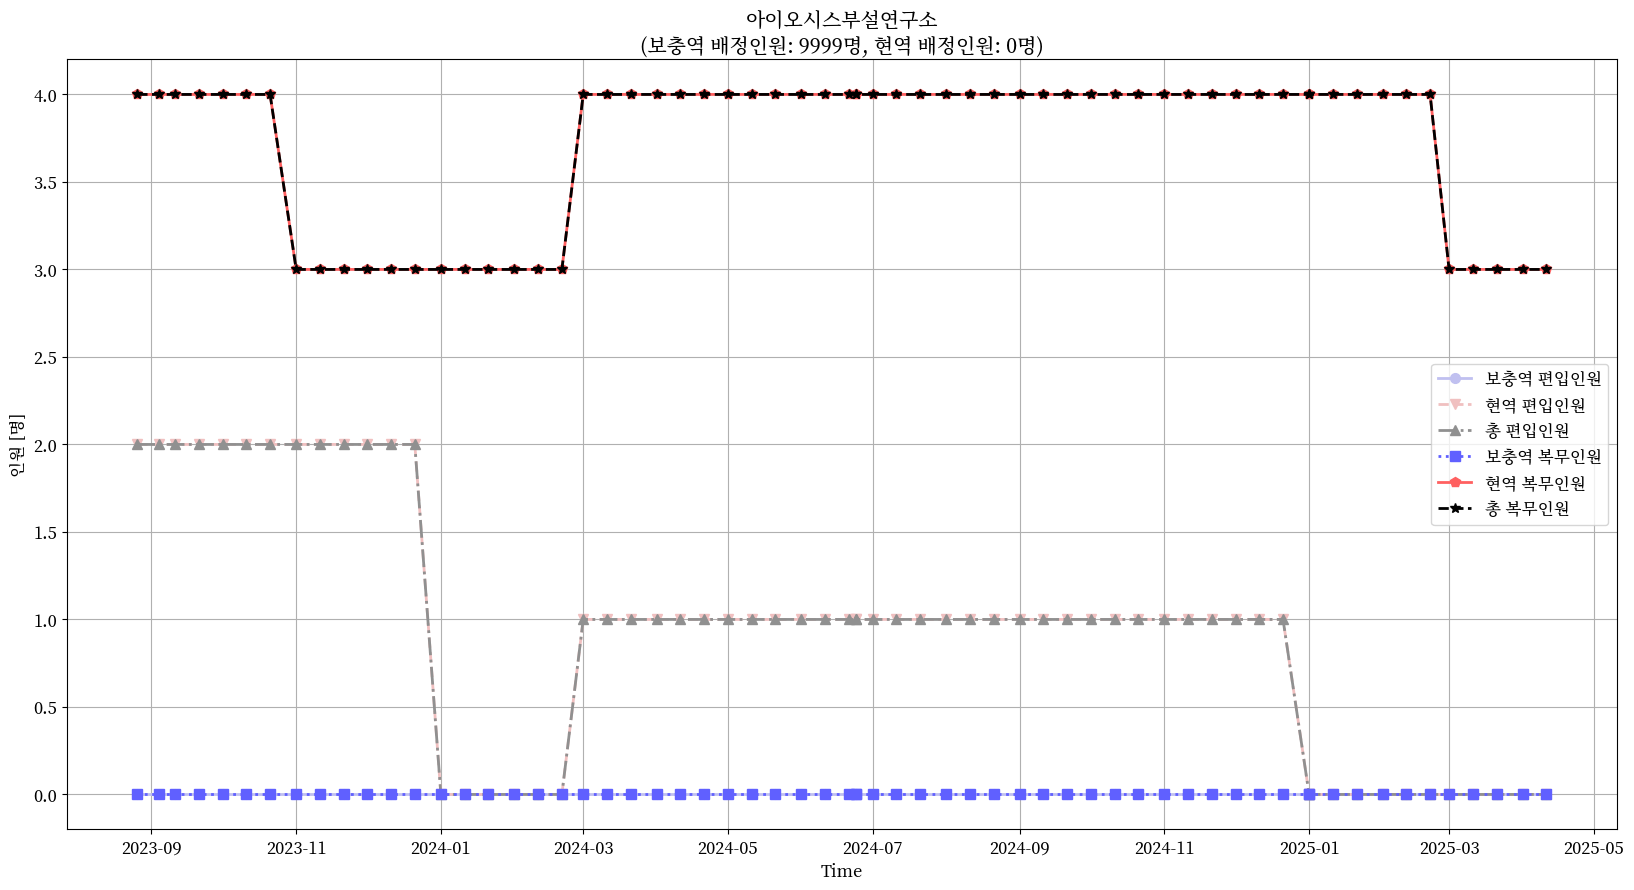 아이오시스부설연구소
(보충역 배정인원: 9999명, 현역 배정인원: 0명)
4.0
3.5
3.0
2.5
2.0
1.5
1.0
0.5
0.0
인원 [명]
보충역 편입인원
현역 편입인원
총 편입인원
보충역 복무인원
현역 복무인원
총 복무인원
2023-09 2023-11 2024-01 2024-03 2024-05 2024-07 2024-09 2024-11 2025-01 2025-03 2025-05
Time